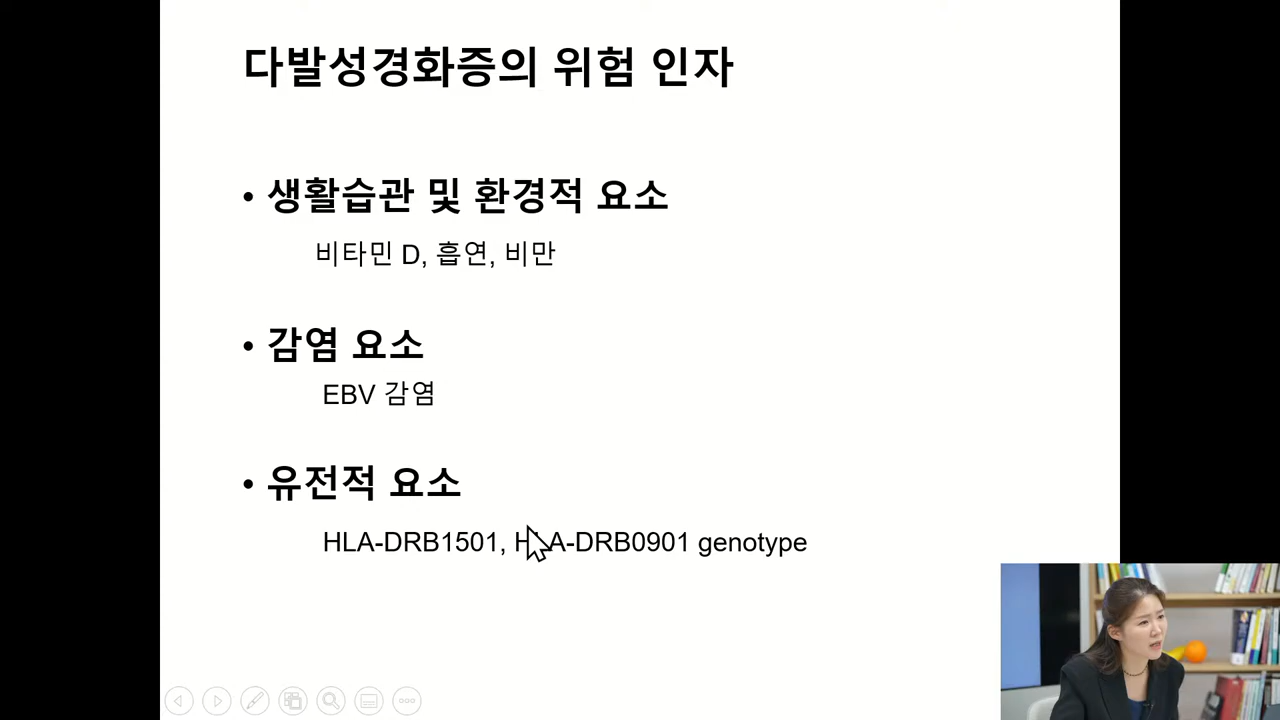 다발성경화증의 위험 인자
• 생활습관 및 환경적 요소
비타민 D, 흡연, 비만
• 감염 요소
EBV 감염
• 유전적 요소
HLA-DRB1501, HLA-DRB0901 genotype